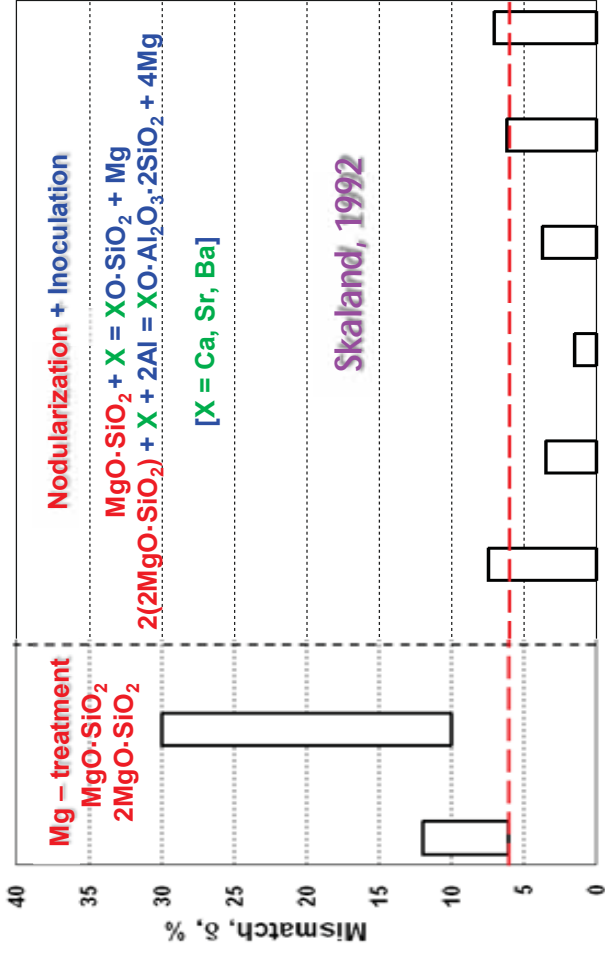 Mg – treatment
MgO·SiO₂
2MgO·SiO₂
Nodularization + Inoculation
MgO·SiO₂ + X = XO·SiO₂ + Mg
2(2MgO·SiO₂) + X + 2Al = XO·Al₂O₃·2SiO₂ + 4Mg
[X = Ca, Sr, Ba]
Skaland, 1992
Mismatch, δ, %
40
35
30
25
20
15
10
5
0